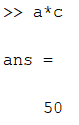 >> a*c
ans =
50